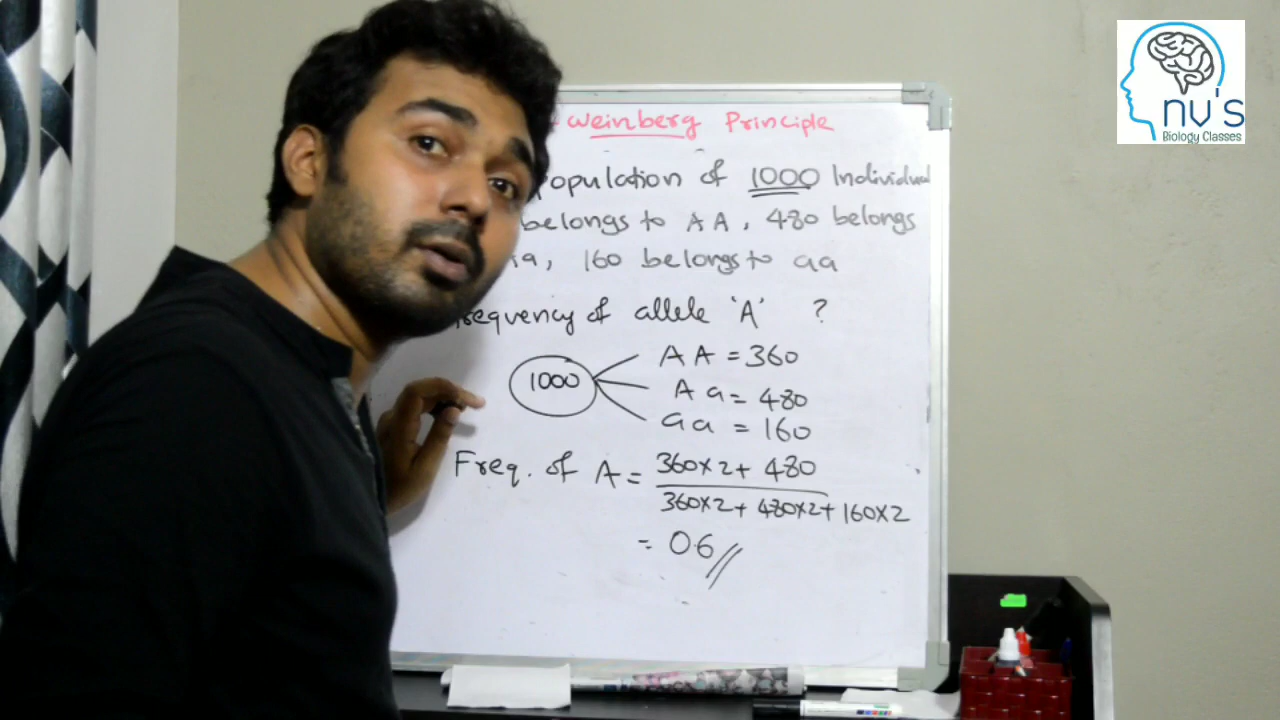 nv's
Biology Classes
Weinberg Principle
population of 1000 Individual
belongs to AA, 480 belongs
160 belongs to aa
Frequency of allele 'A' ?
1000
AA = 360
Aa = 480
aa = 160
Freq. of A = 360x2 + 480
360x2 + 480x2 + 160x2
= 0.6